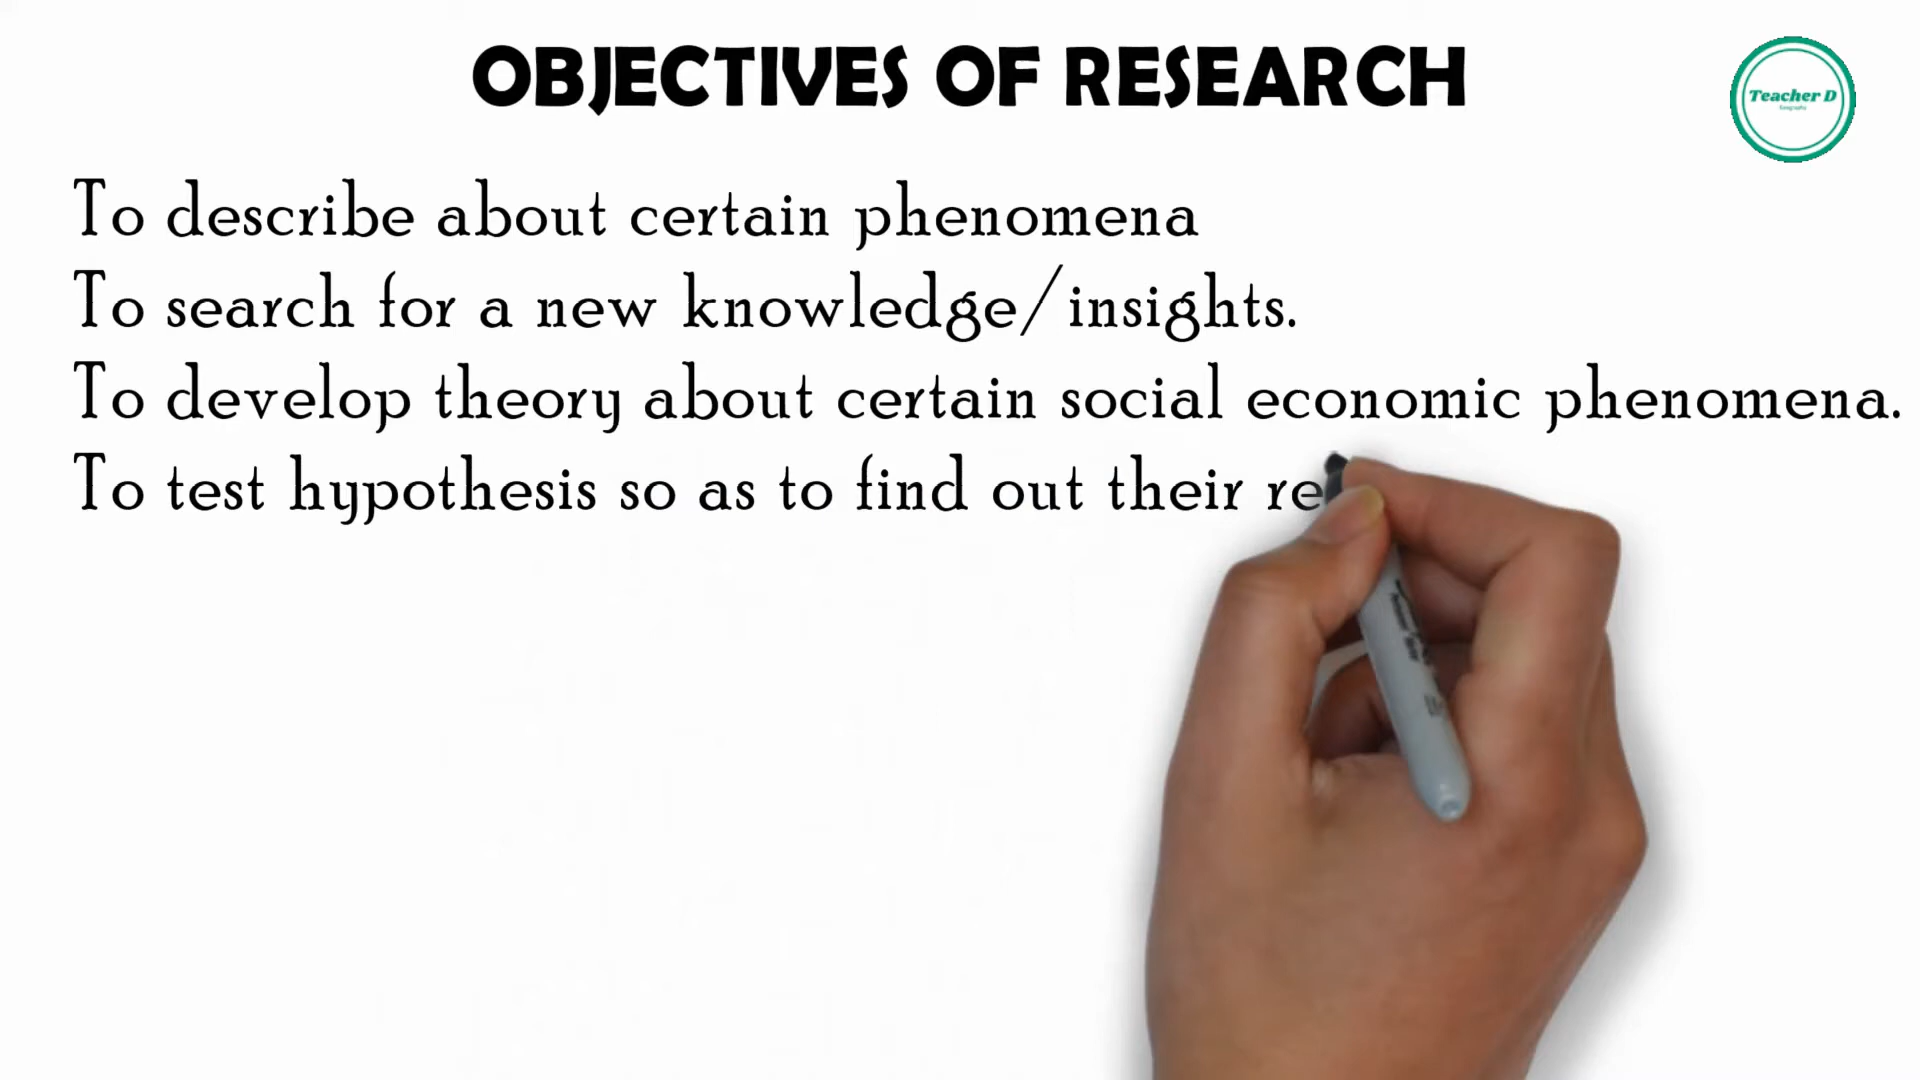 OBJECTIVES OF RESEARCH
Teacher D
To describe about certain phenomena
To search for a new knowledge/insights.
To develop theory about certain social economic phenomena.
To test hypothesis so as to find out their re